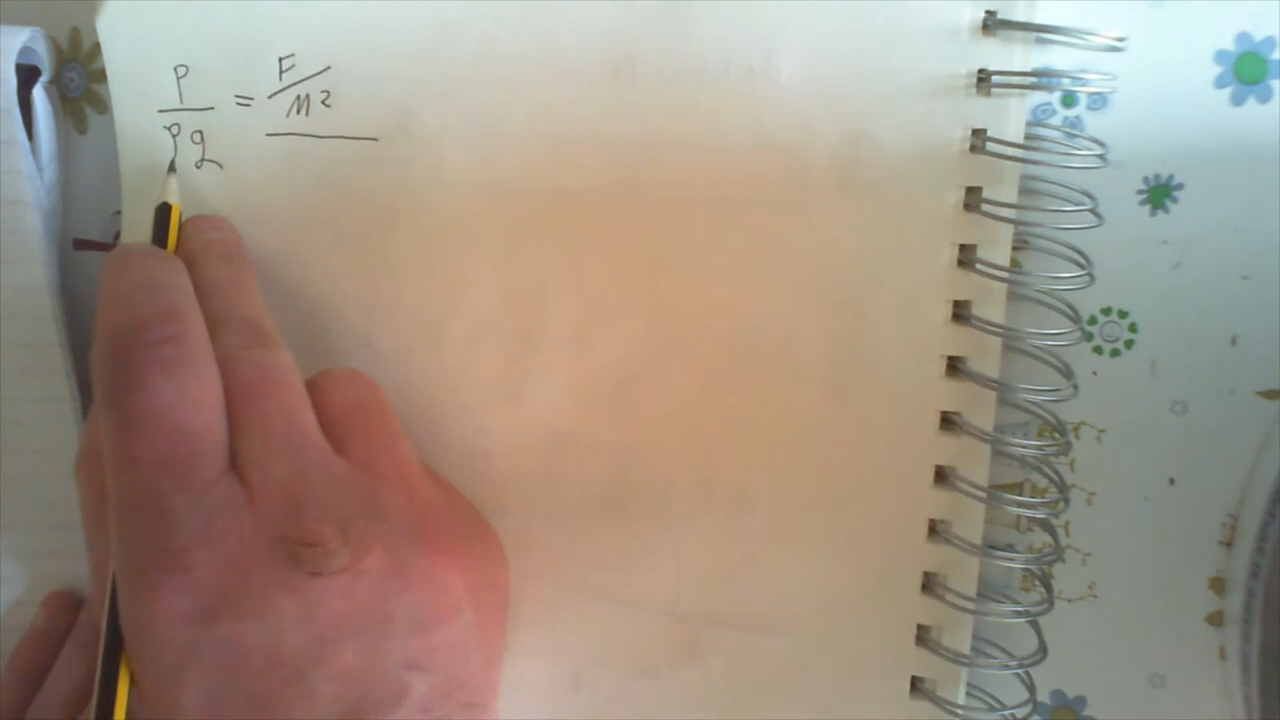 P/ρg = F/M²